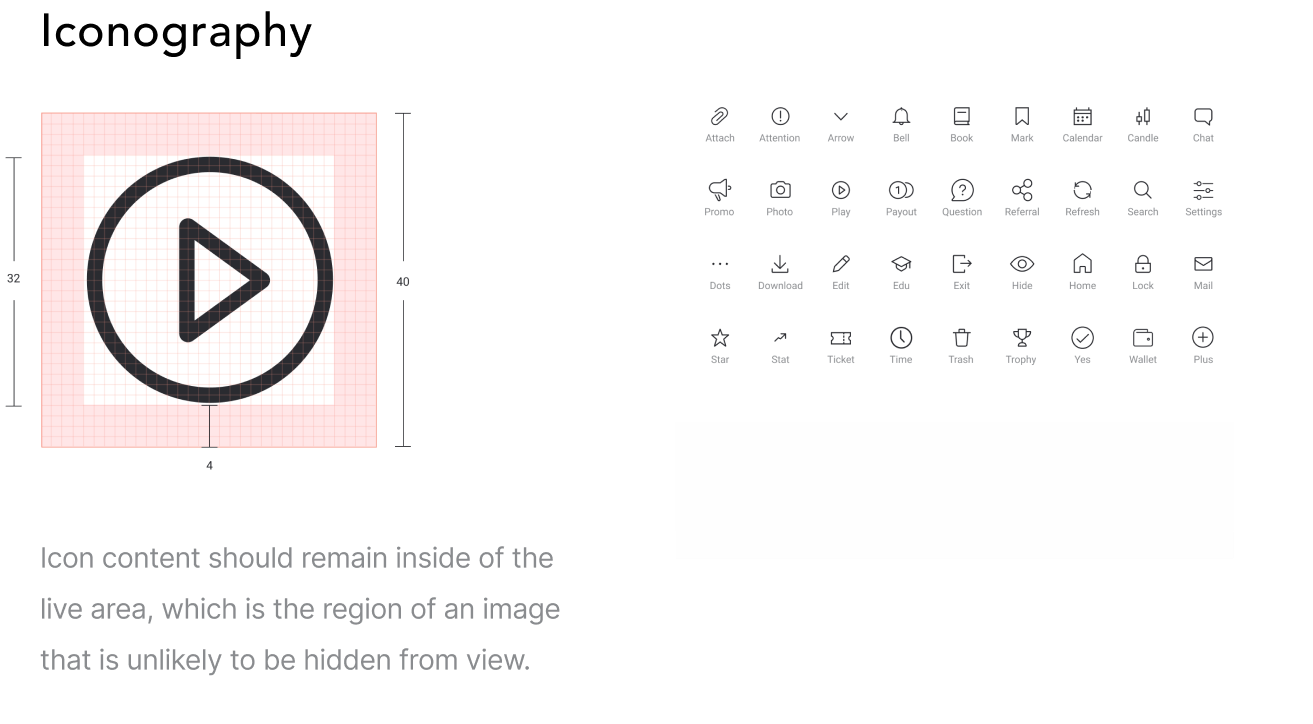 Iconography
32
40
4
Icon content should remain inside of the
live area, which is the region of an image
that is unlikely to be hidden from view.
Attach Attention Arrow Bell Book Mark Calendar Candle Chat
Promo Photo Play Payout Question Referral Refresh Search Settings
Dots Download Edit Edu Exit Hide Home Lock Mail
Star Stat Ticket Time Trash Trophy Yes Wallet Plus